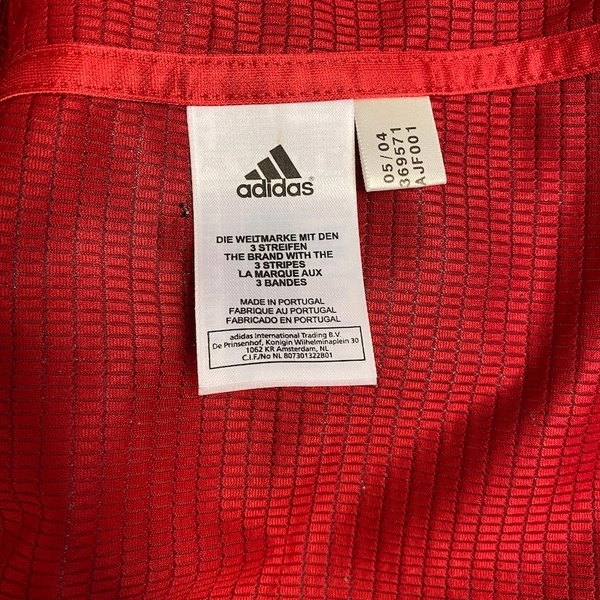 adidas®
DIE WELTMARKE MIT DEN
3 STREIFEN
THE BRAND WITH THE
3 STRIPES
LA MARQUE AUX
3 BANDES
MADE IN PORTUGAL
FABRIQUE AU PORTUGAL
FABRICADO EN PORTUGAL
adidas International Trading B.V.
De Prinsenhof, Konigin Wilhelminaplein 30
1062 KR Amsterdam, NL
C.I.F./No NL 807301322B01
05/04
369571
AJF001